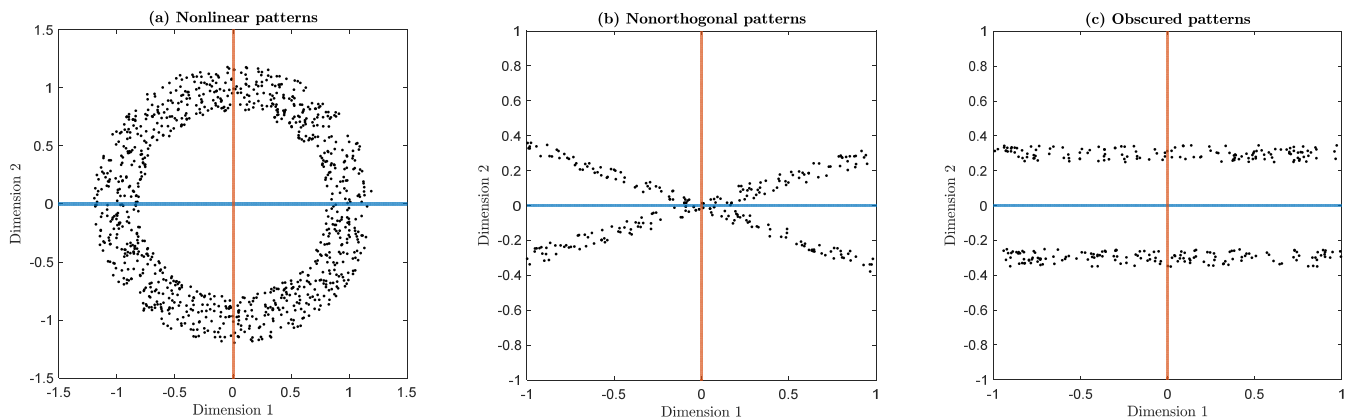 (a) Nonlinear patterns
1.5
1
0.5
0
-0.5
-1
-1.5
-1.5 -1 -0.5 0 0.5 1 1.5
Dimension 1
Dimension 2
(b) Nonorthogonal patterns
1
0.8
0.6
0.4
0.2
0
-0.2
-0.4
-0.6
-0.8
-1
-1 -0.5 0 0.5 1
Dimension 1
Dimension 2
(c) Obscured patterns
1
0.8
0.6
0.4
0.2
0
-0.2
-0.4
-0.6
-0.8
-1
-1 -0.5 0 0.5 1
Dimension 1
Dimension 2